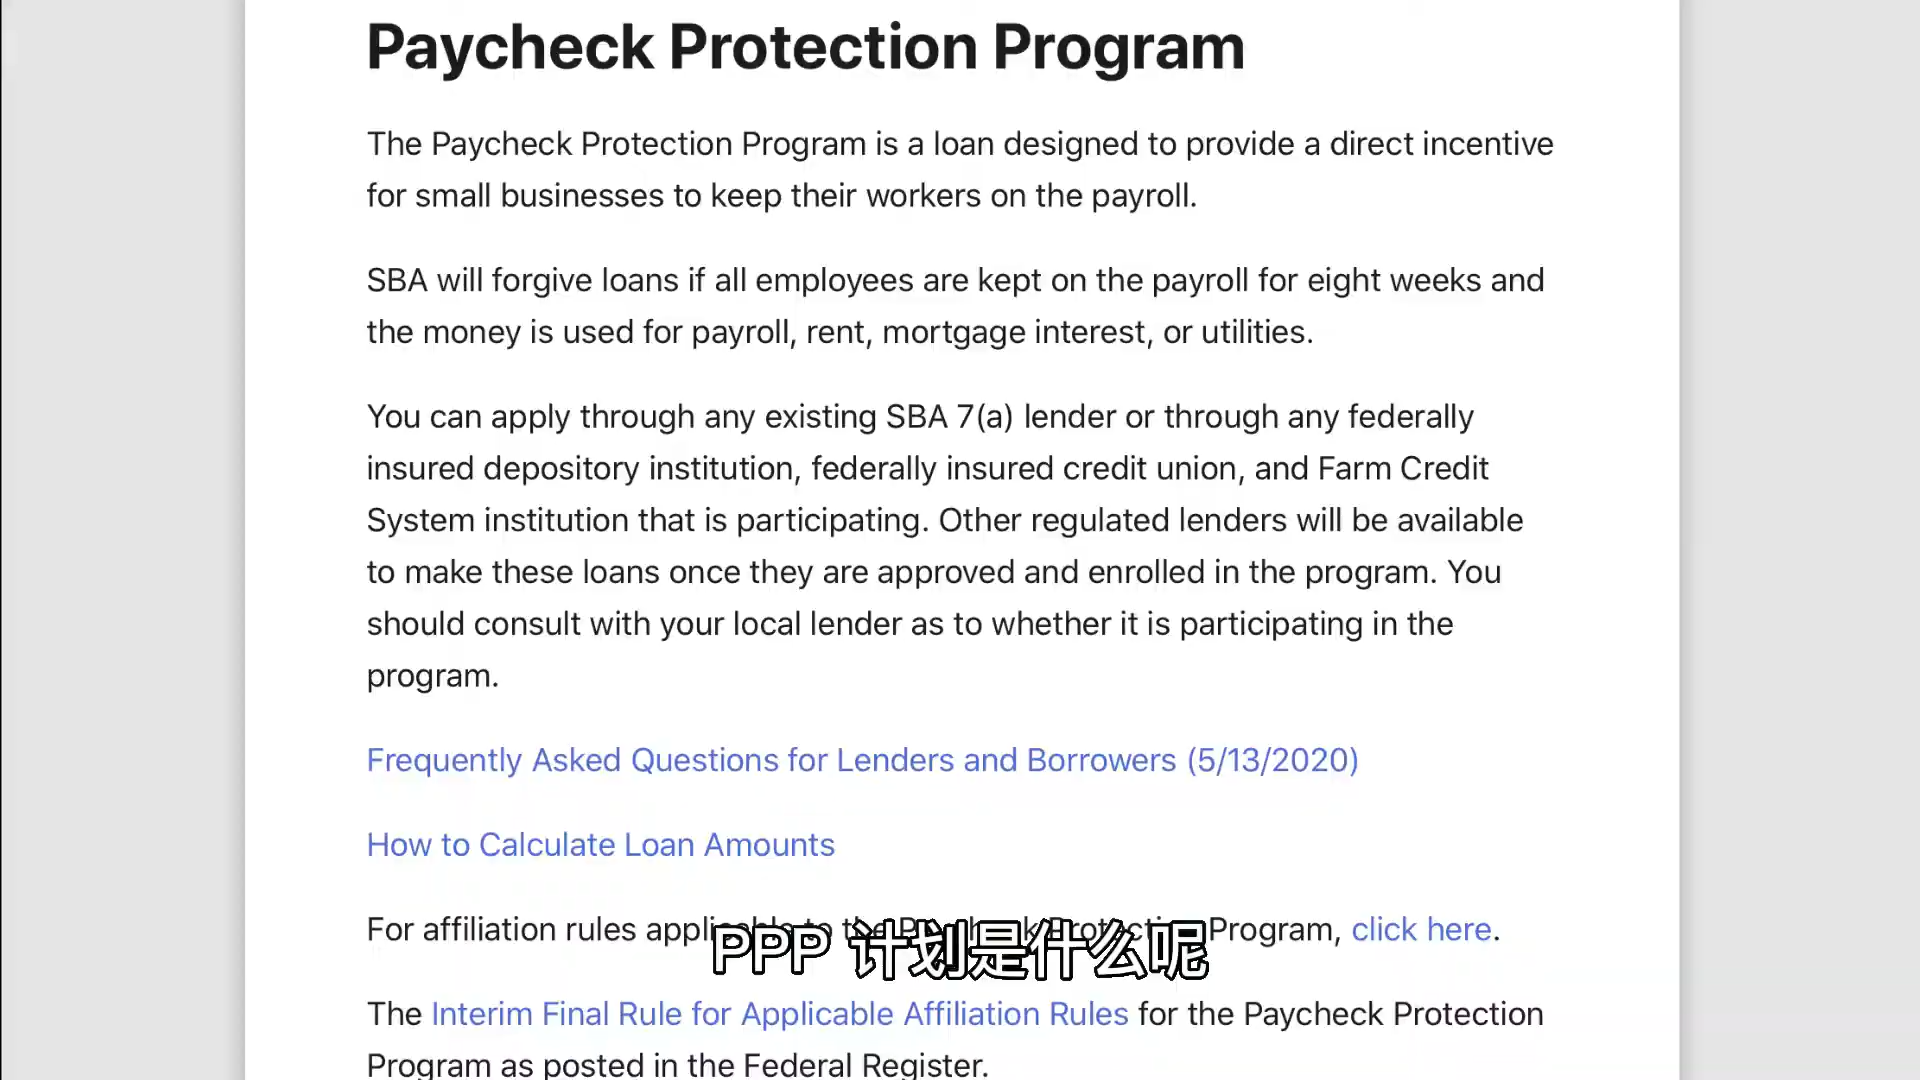 Paycheck Protection Program
The Paycheck Protection Program is a loan designed to provide a direct incentive
for small businesses to keep their workers on the payroll.
SBA will forgive loans if all employees are kept on the payroll for eight weeks and
the money is used for payroll, rent, mortgage interest, or utilities.
You can apply through any existing SBA 7(a) lender or through any federally
insured depository institution, federally insured credit union, and Farm Credit
System institution that is participating. Other regulated lenders will be available
to make these loans once they are approved and enrolled in the program. You
should consult with your local lender as to whether it is participating in the
program.
Frequently Asked Questions for Lenders and Borrowers (5/13/2020)
How to Calculate Loan Amounts
For affiliation rules applicable to the Paycheck Protection Program, click here.
PPP 计划是什么呢
The Interim Final Rule for Applicable Affiliation Rules for the Paycheck Protection
Program as posted in the Federal Register.